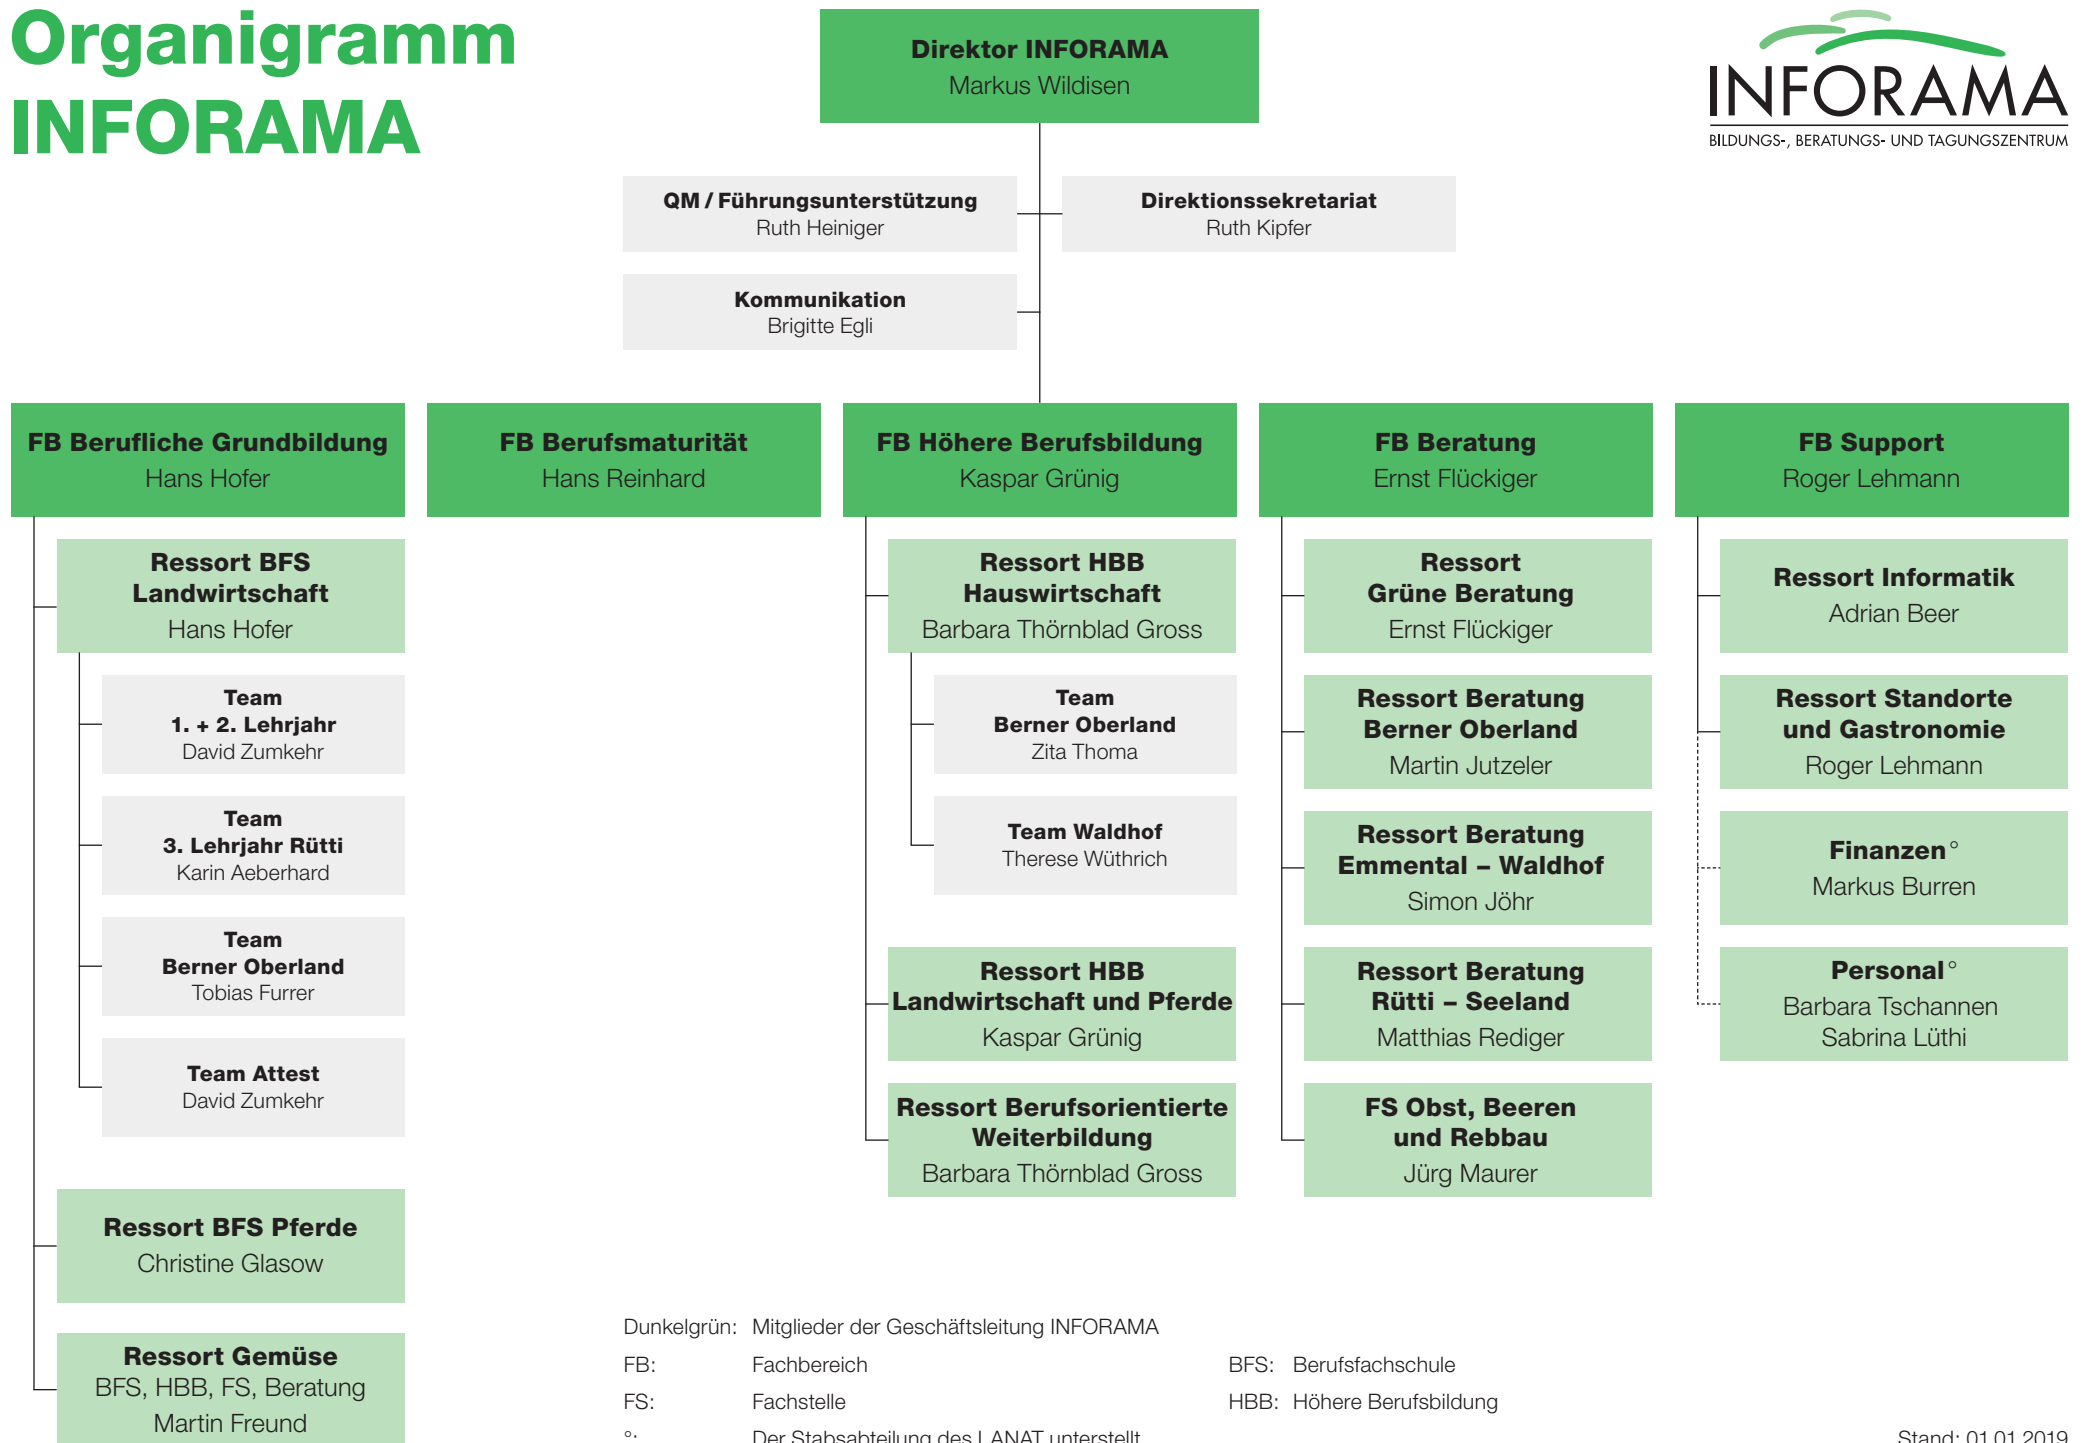 Organigramm
INFORAMA
Direktor INFORAMA
Markus Wildisen
INFORAMA
BILDUNGS-, BERATUNGS- UND TAGUNGSZENTRUM
QM / Führungsunterstützung
Ruth Heiniger
Direktionssekretariat
Ruth Kipfer
Kommunikation
Brigitte Egli
FB Berufliche Grundbildung
Hans Hofer
FB Berufsmaturität
Hans Reinhard
FB Höhere Berufsbildung
Kaspar Grünig
FB Beratung
Ernst Flückiger
FB Support
Roger Lehmann
Ressort BFS
Landwirtschaft
Hans Hofer
Team
1. + 2. Lehrjahr
David Zumkehr
Team
3. Lehrjahr Rütti
Karin Aeberhard
Team
Berner Oberland
Tobias Furrer
Team Attest
David Zumkehr
Ressort BFS Pferde
Christine Glasow
Ressort Gemüse
BFS, HBB, FS, Beratung
Martin Freund
Ressort HBB
Hauswirtschaft
Barbara Thörnblad Gross
Team
Berner Oberland
Zita Thoma
Team Waldhof
Therese Wüthrich
Ressort HBB
Landwirtschaft und Pferde
Kaspar Grünig
Ressort Berufsorientierte
Weiterbildung
Barbara Thörnblad Gross
Ressort
Grüne Beratung
Ernst Flückiger
Ressort Beratung
Berner Oberland
Martin Jutzeler
Ressort Beratung
Emmental – Waldhof
Simon Jöhr
Ressort Beratung
Rütti – Seeland
Matthias Rediger
FS Obst, Beeren
und Rebbau
Jürg Maurer
Ressort Informatik
Adrian Beer
Ressort Standorte
und Gastronomie
Roger Lehmann
Finanzen°
Markus Burren
Personal°
Barbara Tschannen
Sabrina Lüthi
Dunkelgrün: Mitglieder der Geschäftsleitung INFORAMA
FB: Fachbereich
BFS: Berufsfachschule
FS: Fachstelle
HBB: Höhere Berufsbildung
°: Der Stabsabteilung des LANAT unterstellt
Stand: 01.01.2019